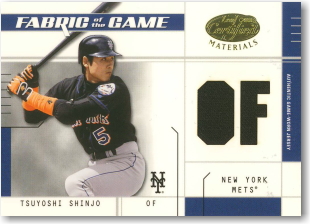 FABRIC of the GAME
Leaf
Certified
MATERIALS
AUTHENTIC GAME-WORN JERSEY
5
OF
NEW YORK
METS®
NY
TSUYOSHI SHINJO OF